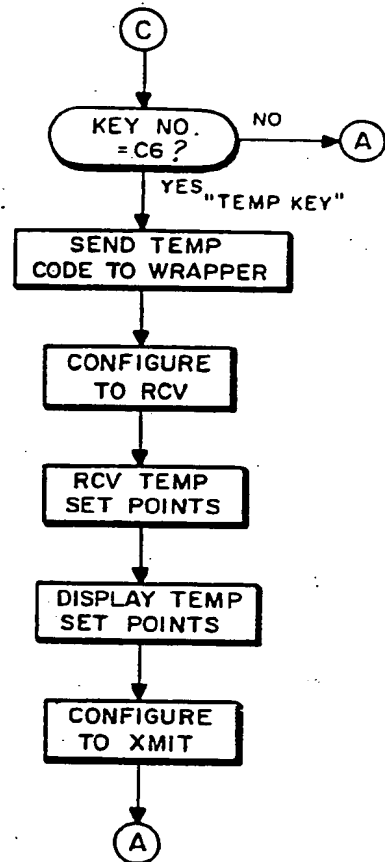 C
KEY NO.
= C6 ?
NO
A
YES "TEMP KEY"
SEND TEMP
CODE TO WRAPPER
CONFIGURE
TO RCV
RCV TEMP
SET POINTS
DISPLAY TEMP
SET POINTS
CONFIGURE
TO XMIT
A